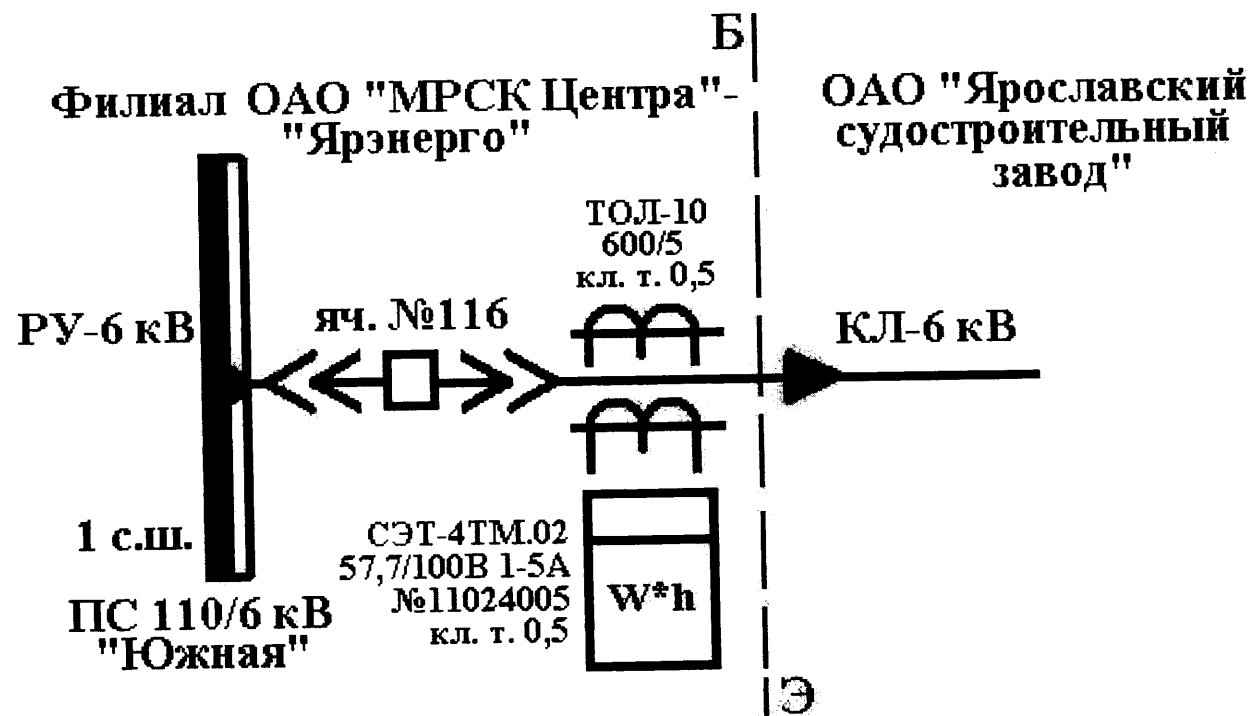 Б
Филиал ОАО "МРСК Центра"-
"Ярэнерго"
ОАО "Ярославский
судостроительный
завод"
ТОЛ-10
600/5
кл. т. 0,5
РУ-6 кВ
яч. №116
КЛ-6 кВ
1 с.ш.
ПС 110/6 кВ
"Южная"
СЭТ-4ТМ.02
57,7/100В 1-5А
№11024005
кл. т. 0,5
W*h
Э